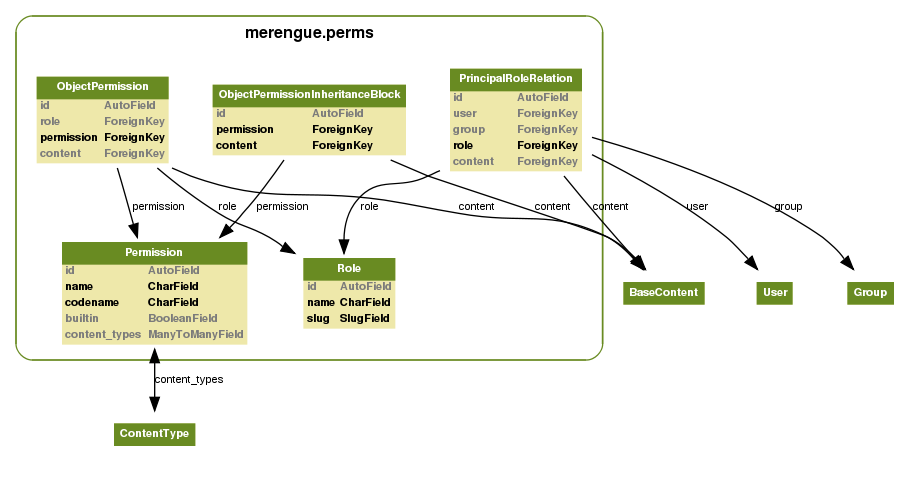 merengue.perms
ObjectPermission
id AutoField
role ForeignKey
permission ForeignKey
content ForeignKey
ObjectPermissionInheritanceBlock
id AutoField
permission ForeignKey
content ForeignKey
PrincipalRoleRelation
id AutoField
user ForeignKey
group ForeignKey
role ForeignKey
content ForeignKey
permission role permission role content content content user group
Permission
id AutoField
name CharField
codename CharField
builtin BooleanField
content_types ManyToManyField
Role
id AutoField
name CharField
slug SlugField
BaseContent
User
Group
content_types
ContentType